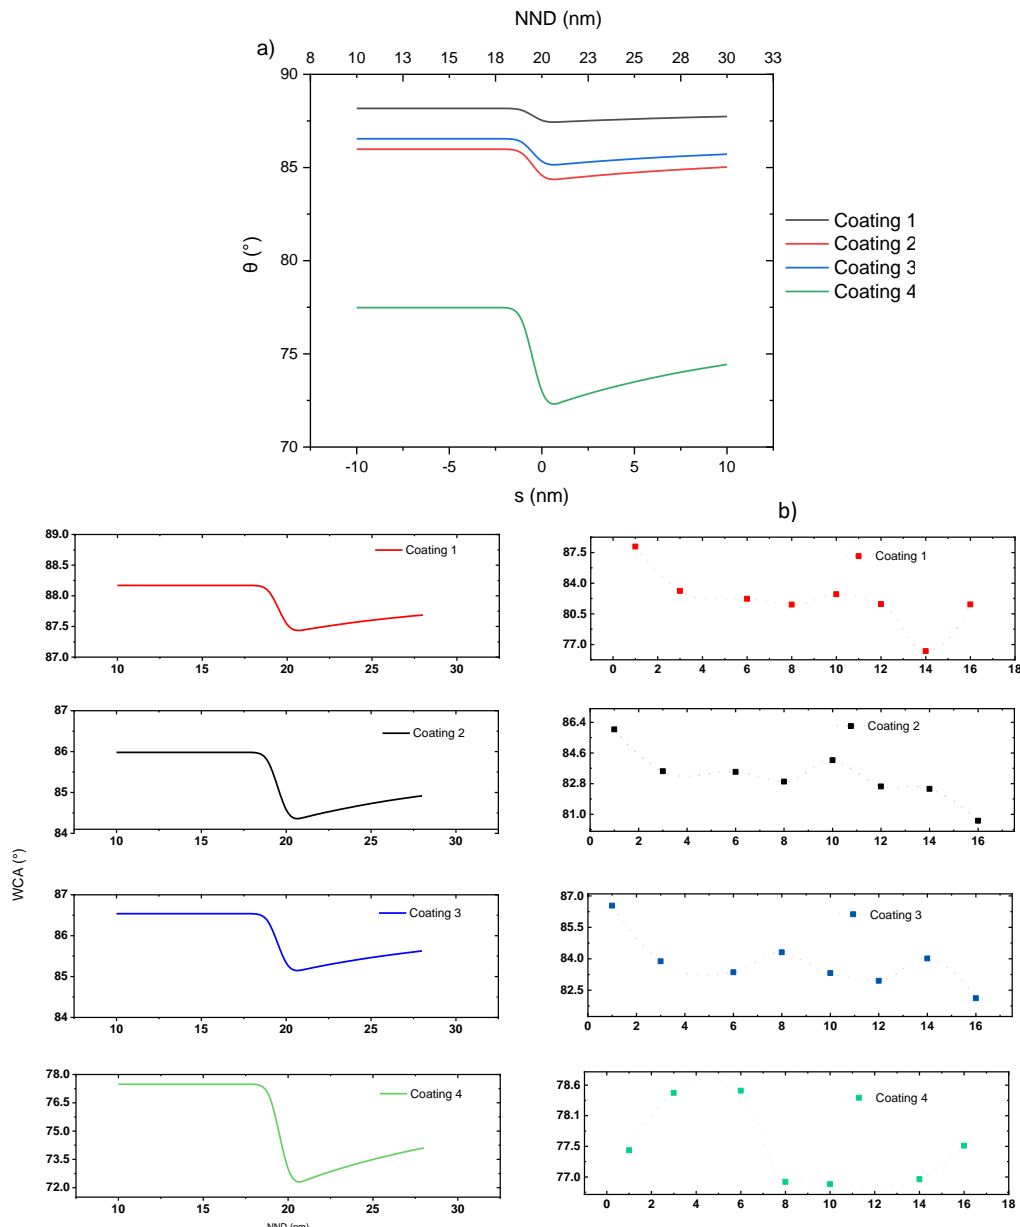 NND (nm)
a)
8 10 13 15 18 20 23 25 28 30 33
90
85
80
75
70
θ (°)
-10 -5 0 5 10
s (nm)
Coating 1
Coating 2
Coating 3
Coating 4
b)
89.0
88.0
87.5
87.0
Coating 1
10 15 20 25 30
87.5
84.0
80.5
77.0
Coating 1
0 2 4 6 8 10 12 14 16 18
87
86
85
84
Coating 2
10 15 20 25 30
86.4
84.6
82.8
81.0
Coating 2
0 2 4 6 8 10 12 14 16
WCA (°)
87
86
85
84
Coating 3
10 15 20 25 30
87.0
85.5
84.0
82.5
Coating 3
0 2 4 6 8 10 12 14 16
78.0
76.5
75.0
73.5
72.0
Coating 4
10 15 20 25 30
NND (nm)
78.6
78.1
77.5
77.0
Coating 4
0 2 4 6 8 10 12 14 16 18